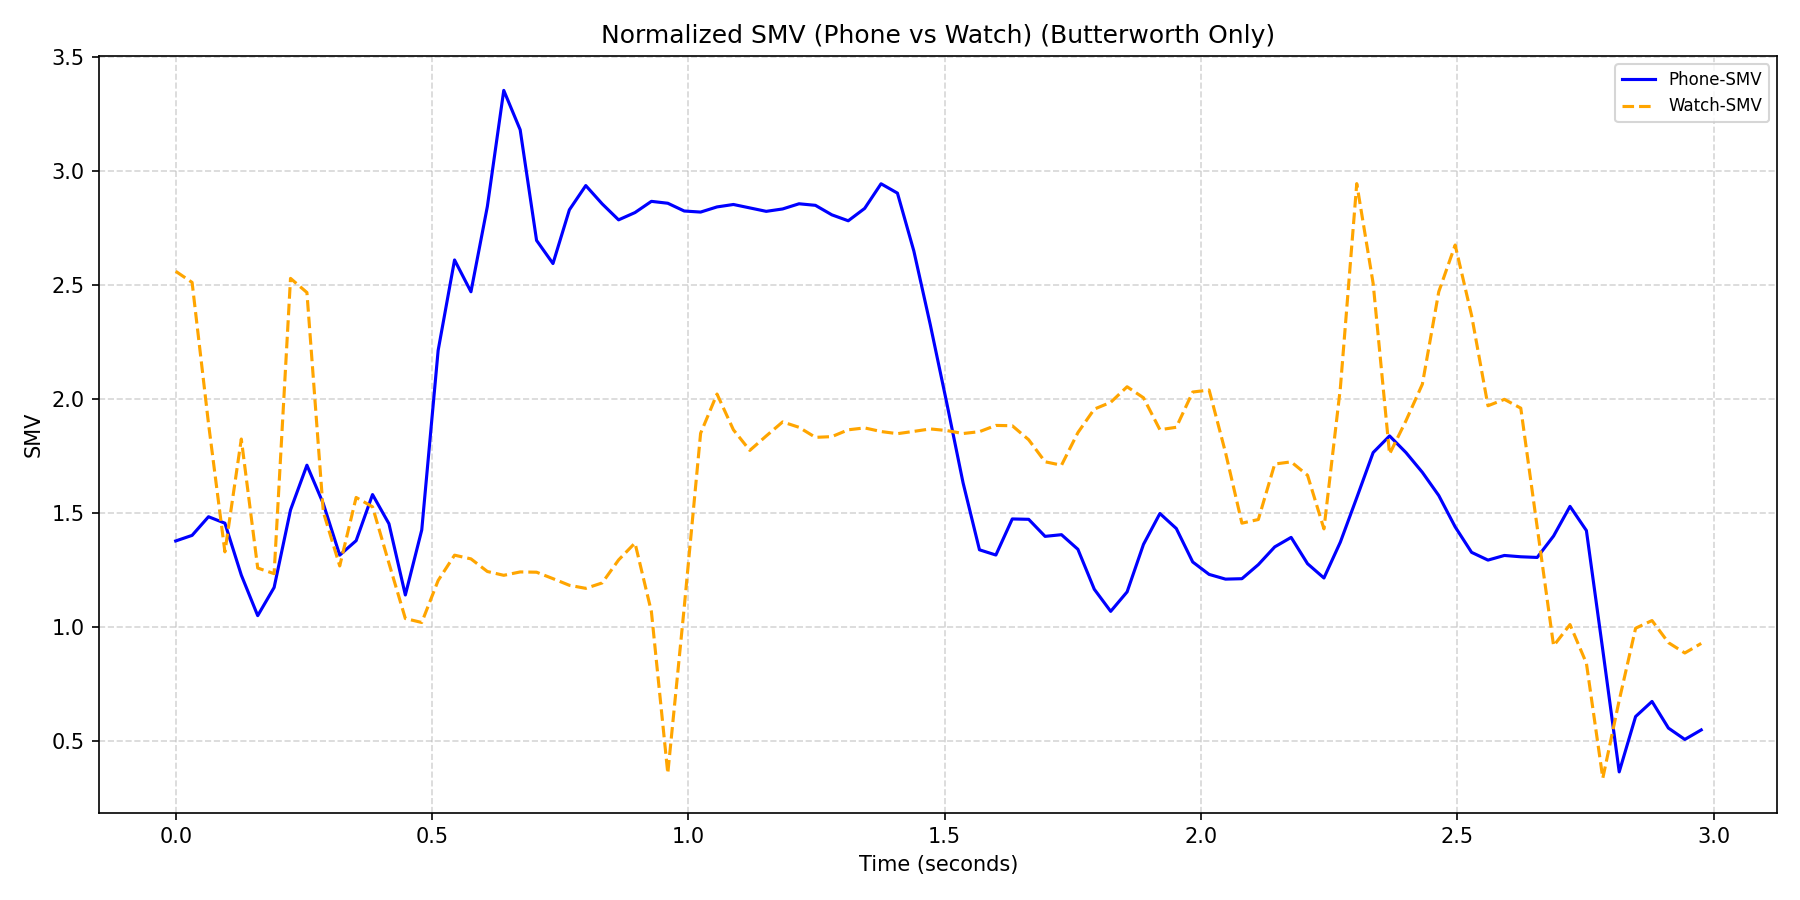 Normalized SMV (Phone vs Watch) (Butterworth Only)
Phone-SMV
Watch-SMV
SMV
3.5
3.0
2.5
2.0
1.5
1.0
0.5
0.0 0.5 1.0 1.5 2.0 2.5 3.0
Time (seconds)